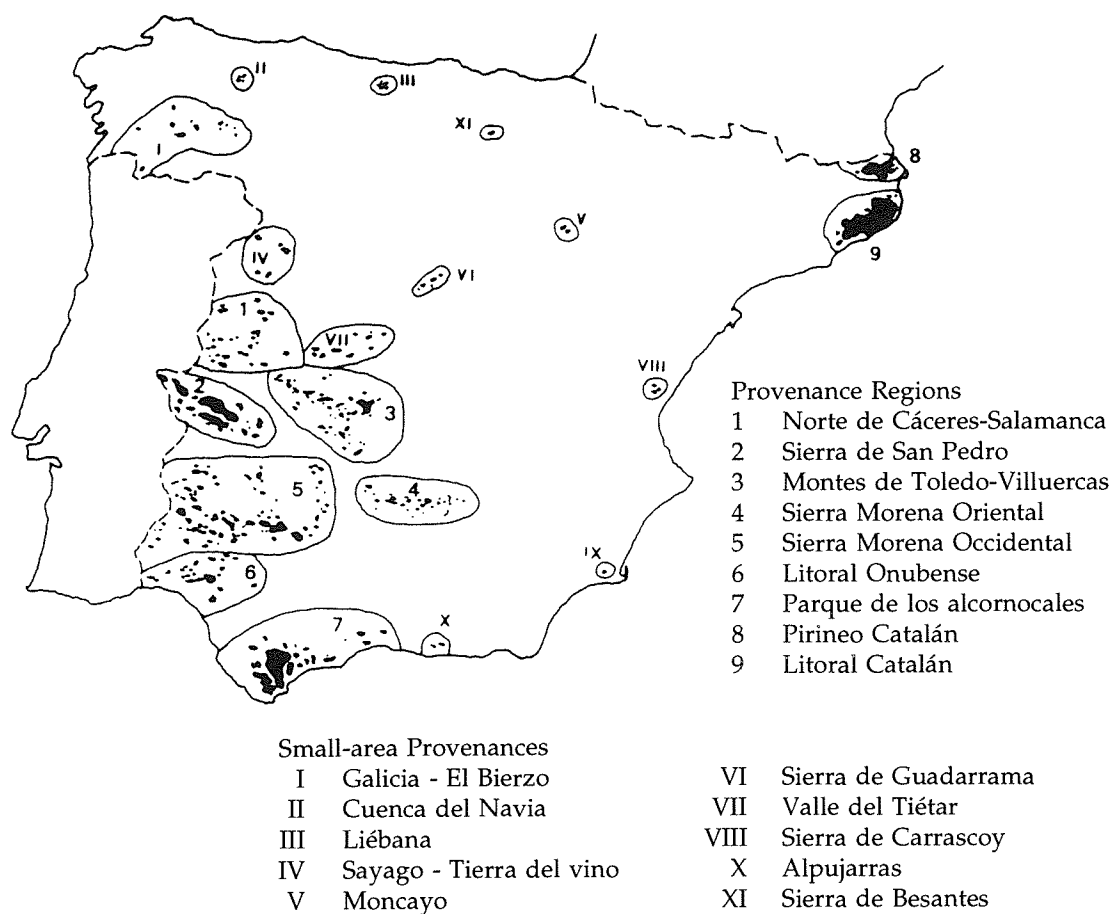 II
III
XI
I
8
V
9
IV
VI
1
VII
VIII
2
3
5
4
IX
6
X
7
Provenance Regions
1 Norte de Cáceres-Salamanca
2 Sierra de San Pedro
3 Montes de Toledo-Villuercas
4 Sierra Morena Oriental
5 Sierra Morena Occidental
6 Litoral Onubense
7 Parque de los alcornocales
8 Pirineo Catalán
9 Litoral Catalán
Small-area Provenances
I Galicia - El Bierzo
II Cuenca del Navia
III Liébana
IV Sayago - Tierra del vino
V Moncayo
VI Sierra de Guadarrama
VII Valle del Tiétar
VIII Sierra de Carrascoy
X Alpujarras
XI Sierra de Besantes